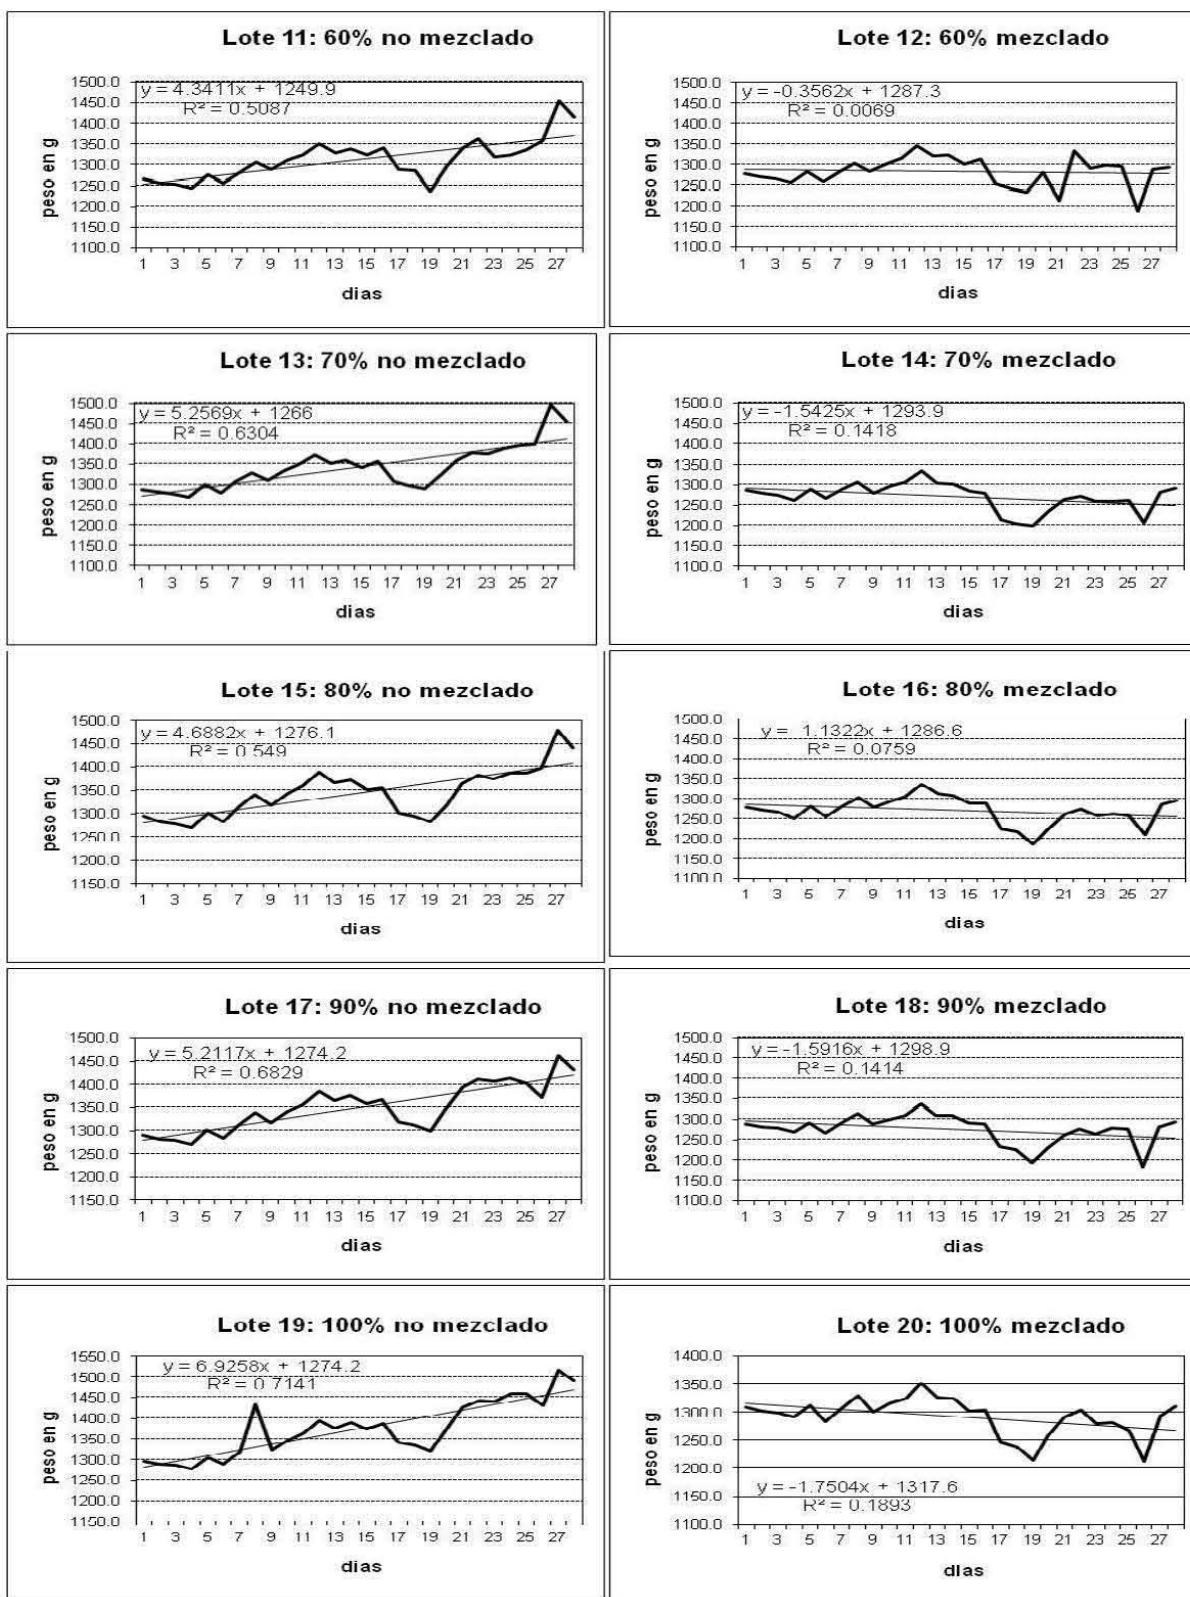 Lote 11: 60% no mezclado
y = 4.3411x + 1249.9
R² = 0.5087
1500.0
1450.0
1400.0
1350.0
1300.0
1250.0
1200.0
1150.0
1100.0
peso en g
1 3 5 7 9 11 13 15 17 19 21 23 25 27
dias
Lote 12: 60% mezclado
y = -0.3562x + 1287.3
R² = 0.0069
1500.0
1450.0
1400.0
1350.0
1300.0
1250.0
1200.0
1150.0
1100.0
peso en g
1 3 5 7 9 11 13 15 17 19 21 23 25 27
dias
Lote 13: 70% no mezclado
y = 5.2569x + 1266
R² = 0.6304
1500.0
1450.0
1400.0
1350.0
1300.0
1250.0
1200.0
1150.0
1100.0
peso en g
1 3 5 7 9 11 13 15 17 19 21 23 25 27
dias
Lote 14: 70% mezclado
y = -1.5425x + 1293.9
R² = 0.1418
1500.0
1450.0
1400.0
1350.0
1300.0
1250.0
1200.0
1150.0
1100.0
peso en g
1 3 5 7 9 11 13 15 17 19 21 23 25 27
dias
Lote 15: 80% no mezclado
y = 4.6882x + 1276.1
R² = 0.549
1500.0
1450.0
1400.0
1350.0
1300.0
1250.0
1200.0
1150.0
peso en g
1 3 5 7 9 11 13 15 17 19 21 23 25 27
dias
Lote 16: 80% mezclado
y = 1.1322x + 1286.6
R² = 0.0759
1500.0
1450.0
1400.0
1350.0
1300.0
1250.0
1200.0
1150.0
1100.0
peso en g
1 3 5 7 9 11 13 15 17 19 21 23 25 27
dias
Lote 17: 90% no mezclado
y = 5.2117x + 1274.2
R² = 0.6829
1500.0
1450.0
1400.0
1350.0
1300.0
1250.0
1200.0
1150.0
peso en g
1 3 5 7 9 11 13 15 17 19 21 23 25 27
dias
Lote 18: 90% mezclado
y = -1.5916x + 1298.9
R² = 0.1414
1500.0
1450.0
1400.0
1350.0
1300.0
1250.0
1200.0
1150.0
1100.0
peso en g
1 3 5 7 9 11 13 15 17 19 21 23 25 27
dias
Lote 19: 100% no mezclado
y = 6.9258x + 1274.2
R² = 0.7141
1550.0
1500.0
1450.0
1400.0
1350.0
1300.0
1250.0
1200.0
1150.0
peso en g
1 3 5 7 9 11 13 15 17 19 21 23 25 27
dias
Lote 20: 100% mezclado
1400.0
1350.0
1300.0
1250.0
1200.0
1150.0
1100.0
y = -1.7504x + 1317.6
R² = 0.1893
peso en g
1 3 5 7 9 11 13 15 17 19 21 23 25 27
dias